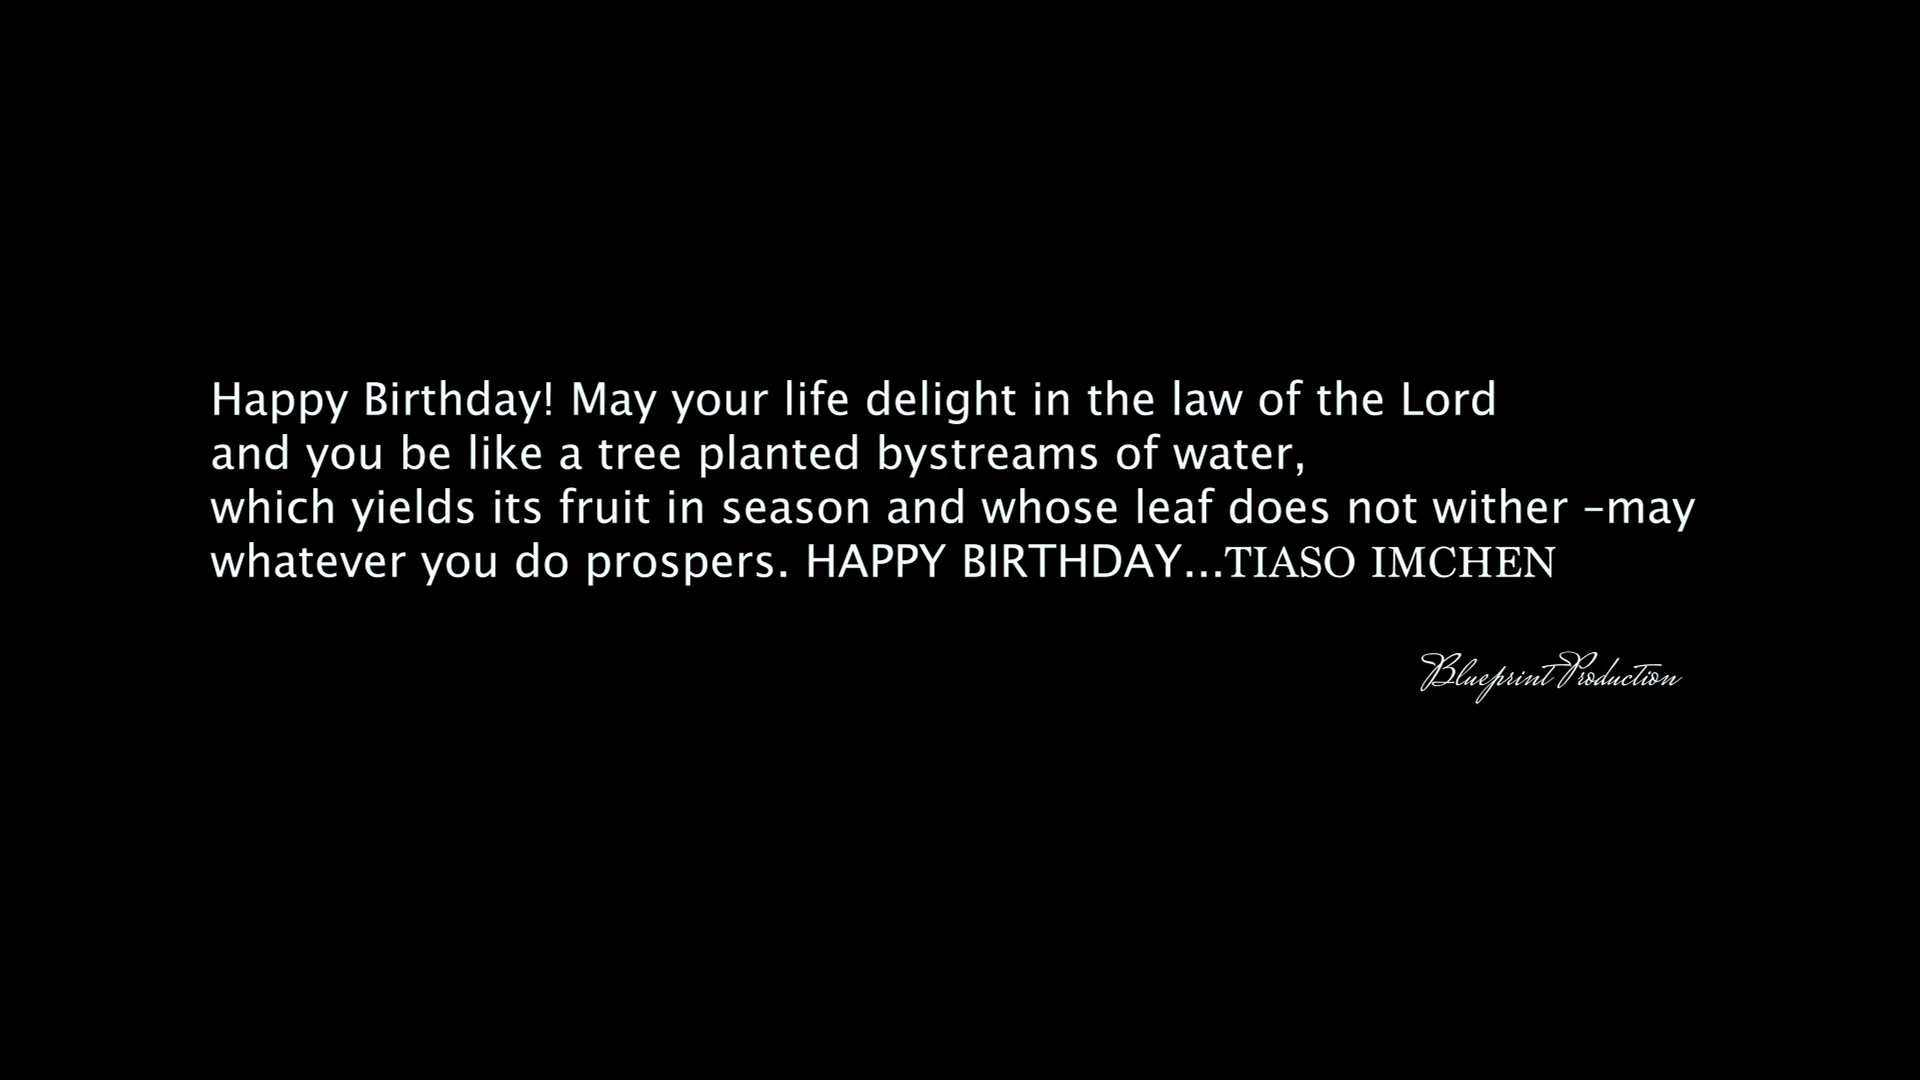 Happy Birthday! May your life delight in the law of the Lord
and you be like a tree planted bystreams of water,
which yields its fruit in season and whose leaf does not wither –may
whatever you do prospers. HAPPY BIRTHDAY...TIASO IMCHEN
Blueprint Production